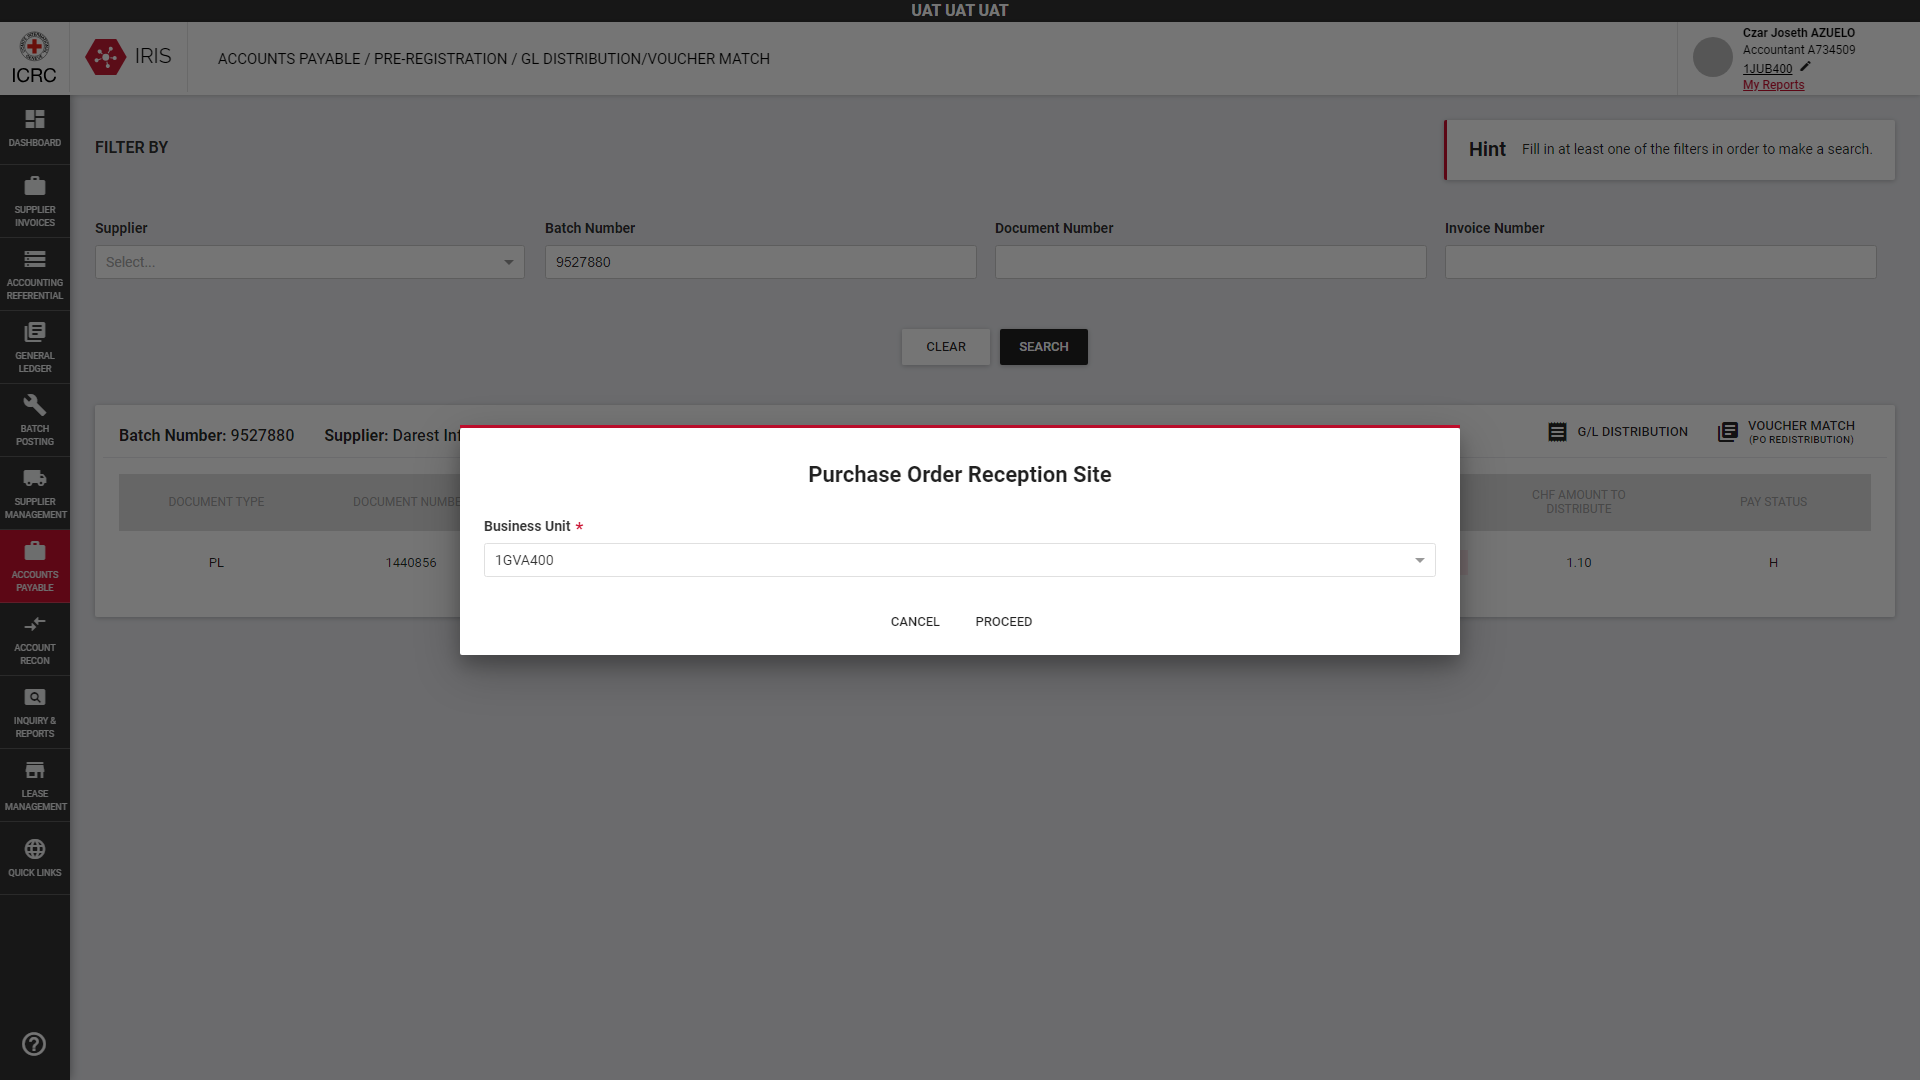 UAT UAT UAT
ICRC
IRIS
ACCOUNTS PAYABLE / PRE-REGISTRATION / GL DISTRIBUTION/VOUCHER MATCH
Czar Joseth AZUELO
Accountant A734509
1JUB400
My Reports
DASHBOARD
SUPPLIER
INVOICES
ACCOUNTING
REFERENTIAL
GENERAL
LEDGER
BATCH
POSTING
SUPPLIER
MANAGEMENT
ACCOUNTS
PAYABLE
ACCOUNT
RECON
INQUIRY &
REPORTS
LEASE
MANAGEMENT
QUICK LINKS
FILTER BY
Hint Fill in at least one of the filters in order to make a search.
Supplier Batch Number Document Number Invoice Number
Select... 9527880
CLEAR SEARCH
Batch Number: 9527880 Supplier: Darest
G/L DISTRIBUTION
VOUCHER MATCH
(PO REDISTRIBUTION)
DOCUMENT TYPE DOCUMENT
CHF AMOUNT TO
DISTRIBUTE
PAY STATUS
PL 1440856 1.10 H
Purchase Order Reception Site
Business Unit *
1GVA400
CANCEL PROCEED